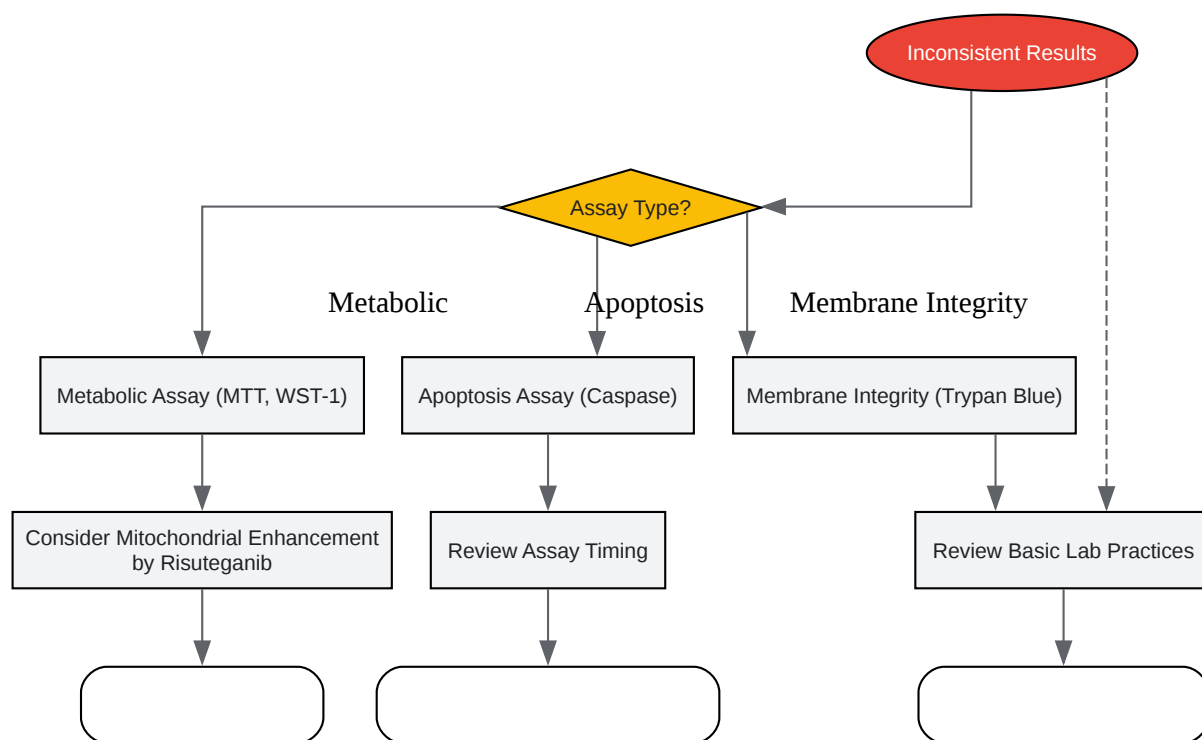 Inconsistent Results
Assay Type?
Metabolic
Apoptosis
Membrane Integrity
Metabolic Assay (MTT, WST-1)
Apoptosis Assay (Caspase)
Membrane Integrity (Trypan Blue)
Consider Mitochondrial Enhancement
by Risuteganib
Review Assay Timing
Review Basic Lab Practices